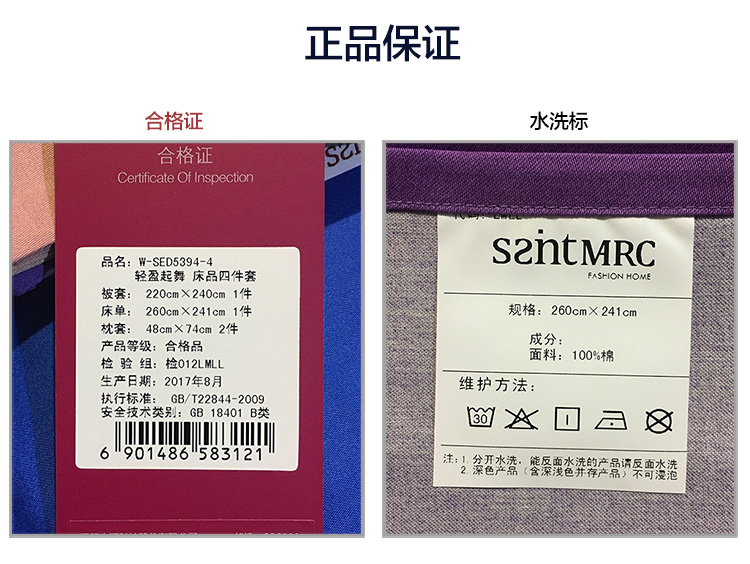 正品保证
合格证
水洗标
合格证
Certificate Of Inspection
品名: W-SED5394-4
轻盈起舞 床品四件套
被套: 220cm×240cm 1件
床单: 260cm×241cm 1件
枕套: 48cm×74cm 2件
产品等级: 合格品
检 验 组: 检012LMLL
生产日期: 2017年8月
执行标准: GB/T22844-2009
安全技术类别: GB 18401 B类
6 901486 583121
SSintMRC
FASHION HOME
规格: 260cm×241cm
成分:
面料: 100%棉
维护方法:
30
注: 1. 分开水洗, 能反面水洗的产品请反面水洗
2. 深色产品 (含深浅色并存产品) 不可浸泡